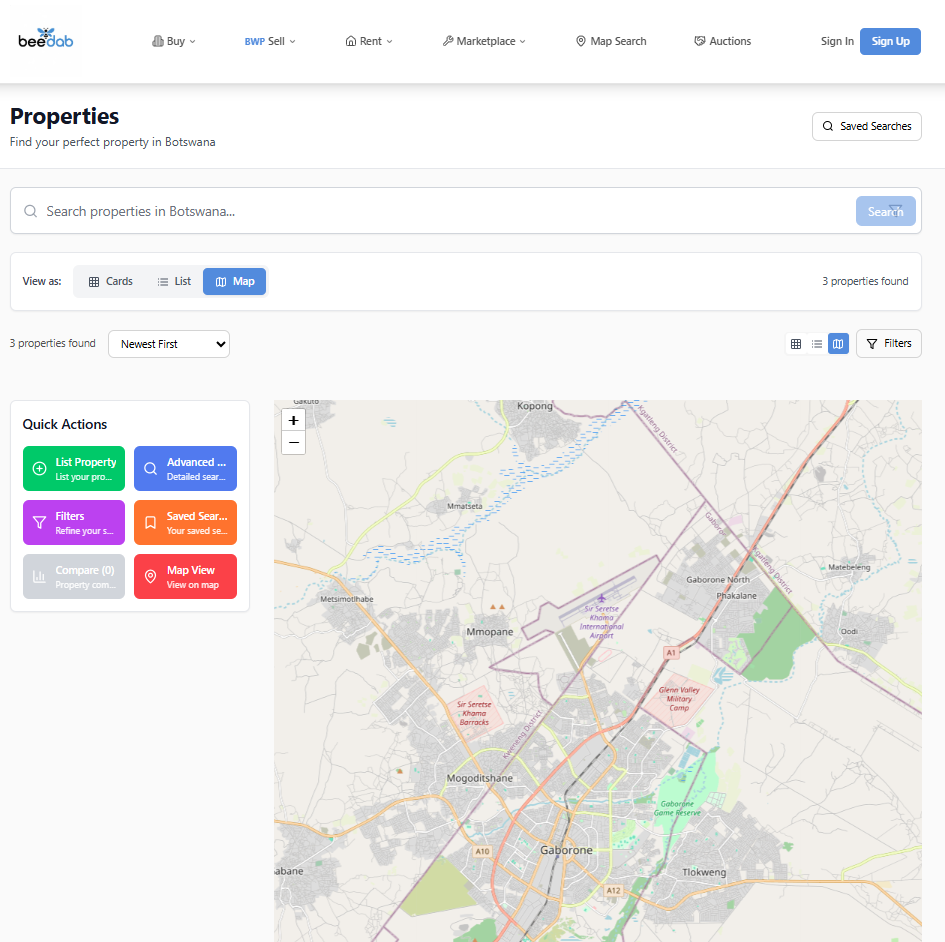 beedab
Buy
BWP Sell
Rent
Marketplace
Map Search
Auctions
Sign In
Sign Up
Properties
Find your perfect property in Botswana
Saved Searches
Search properties in Botswana...
Search
View as:
Cards
List
Map
3 properties found
3 properties found
Newest First
Filters
Quick Actions
List Property
List your pro...
Advanced ...
Detailed sear...
Filters
Refine your s...
Saved Sear...
Your saved se...
Compare (0)
Property com...
Map View
View on map
+
−
Gakuto
Kopong
Kgatleng District
Mmatseta
Gaboro
Kgatleng District
Gaborone North
Phakalane
Matebeleng
Metsimotlhabe
Sir Seretse
Khama
International
Airport
Mmopane
Oodi
A1
Glenn Valley
Military
Camp
Sir Seretse
Khama
Barracks
Kweneng District
Mogoditshane
Gaborone
Game Reserve
A10
Gaborone
abane
Tlokweng
A12